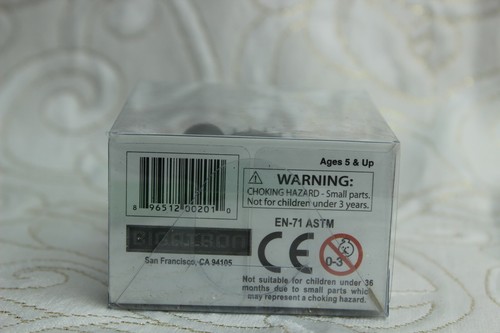 Ages 5 & Up
WARNING:
CHOKING HAZARD - Small parts.
Not for children under 3 years.
8 96512 00201 0
EN-71 ASTM
BIGTHEBON
San Francisco, CA 94105
CE
0-3
Not suitable for children under 36
months due to small parts which
may represent a choking hazard.